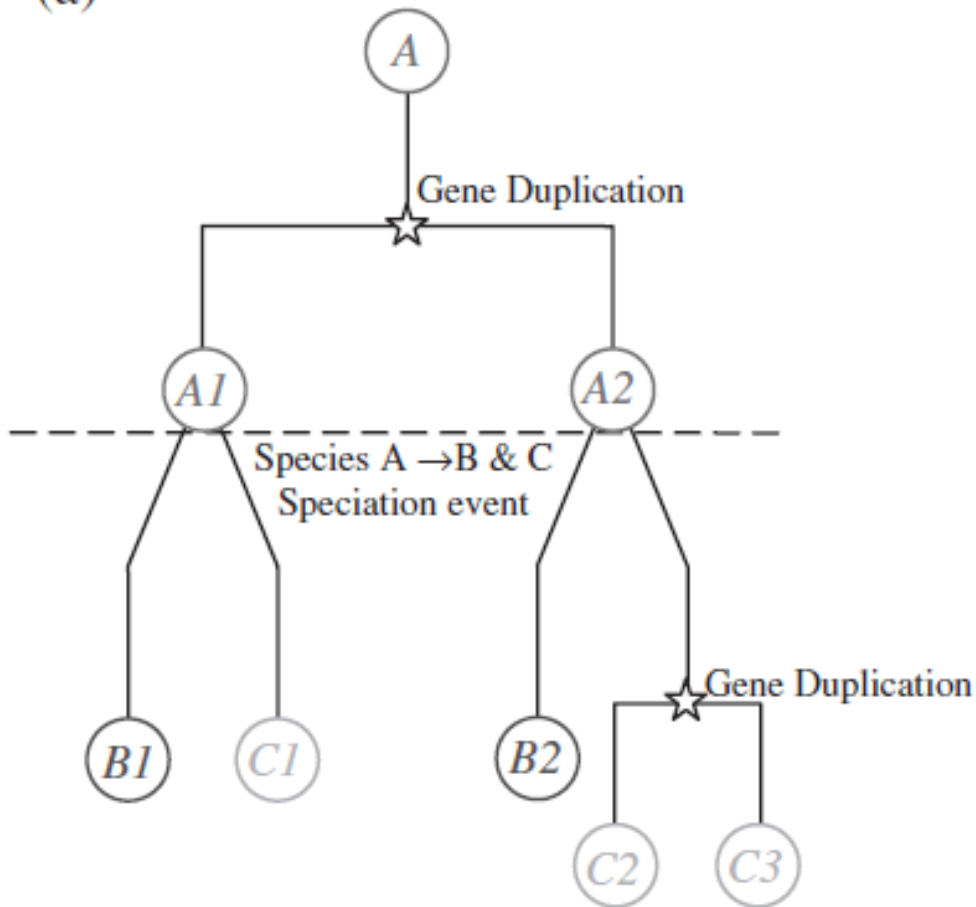 (a)
A
Gene Duplication
A1
A2
Species A →B & C
Speciation event
Gene Duplication
B1
C1
B2
C2
C3